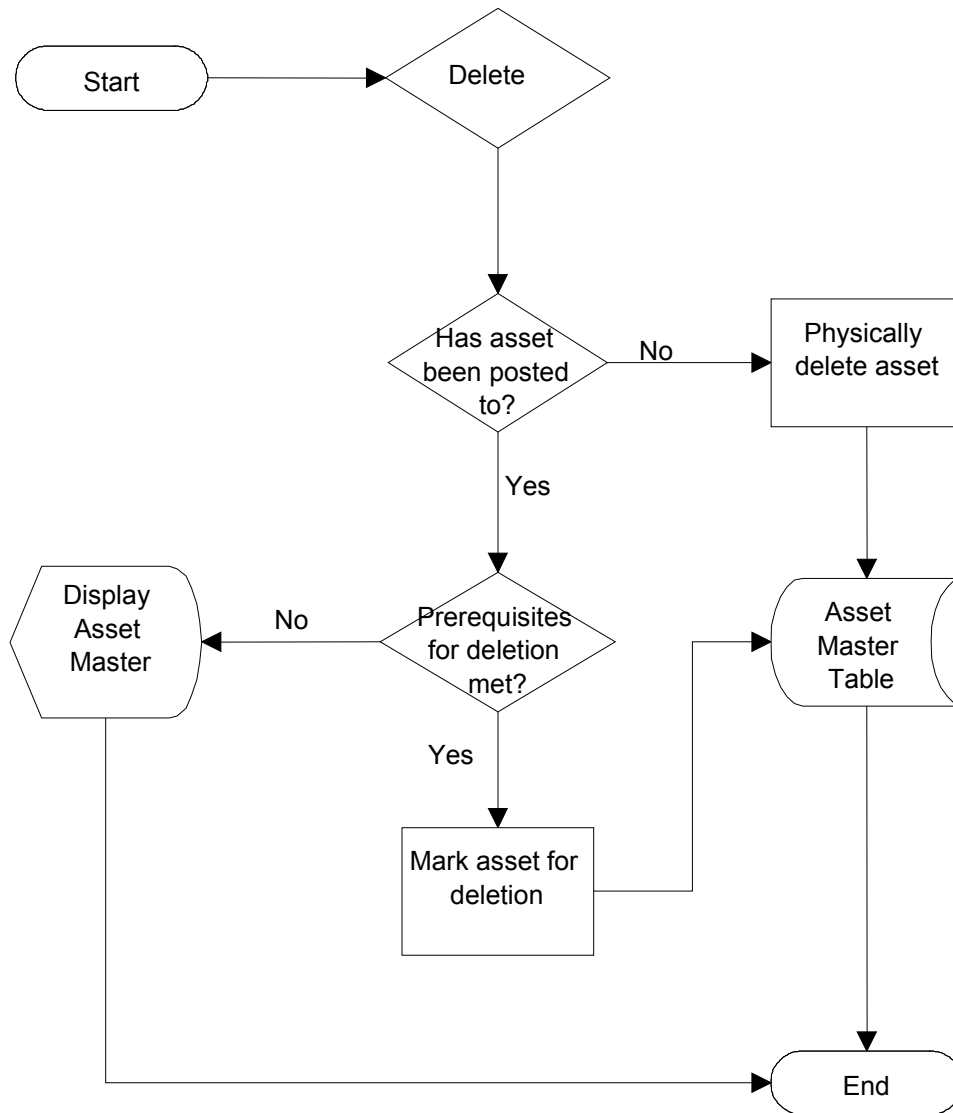 Start
Delete
Has asset
been posted
to?
No
Physically
delete asset
Yes
Display
Asset
Master
No
Prerequisites
for deletion
met?
Asset
Master
Table
Yes
Mark asset for
deletion
End